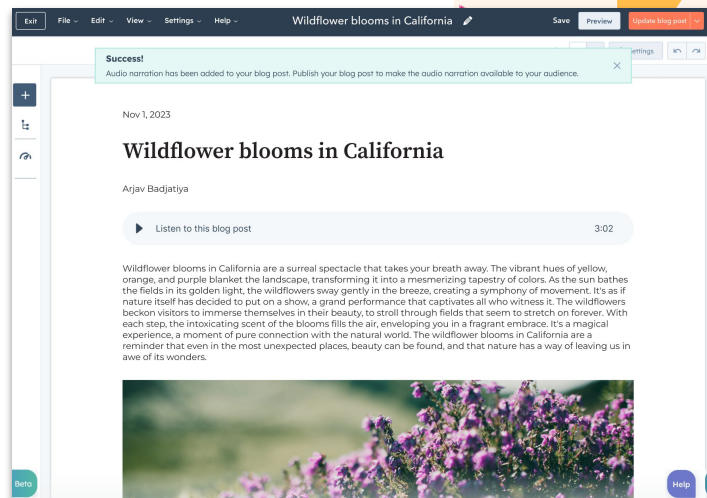 Exit File Edit View Settings Help Wildflower blooms in California Save Preview Update blog post
Settings
Success!
Audio narration has been added to your blog post. Publish your blog post to make the audio narration available to your audience.
Nov 1, 2023
Wildflower blooms in California
Arjav Badjatiya
Listen to this blog post 3:02
Wildflower blooms in California are a surreal spectacle that takes your breath away. The vibrant hues of yellow,
orange, and purple blanket the landscape, transforming it into a mesmerizing tapestry of colors. As the sun bathes
the fields in its golden light, the wildflowers sway gently in the breeze, creating a symphony of movement. It's as if
nature itself has decided to put on a show, a grand performance that captivates all who witness it. The wildflowers
beckon visitors to immerse themselves in their beauty, to stroll through fields that seem to stretch on forever. With
each step, the intoxicating scent of the blooms fills the air, enveloping you in a fragrant embrace. It's a magical
experience, a moment of pure connection with the natural world. The wildflower blooms in California are a
reminder that even in the most unexpected places, beauty can be found, and that nature has a way of leaving us in
awe of its wonders.
Beta
Help